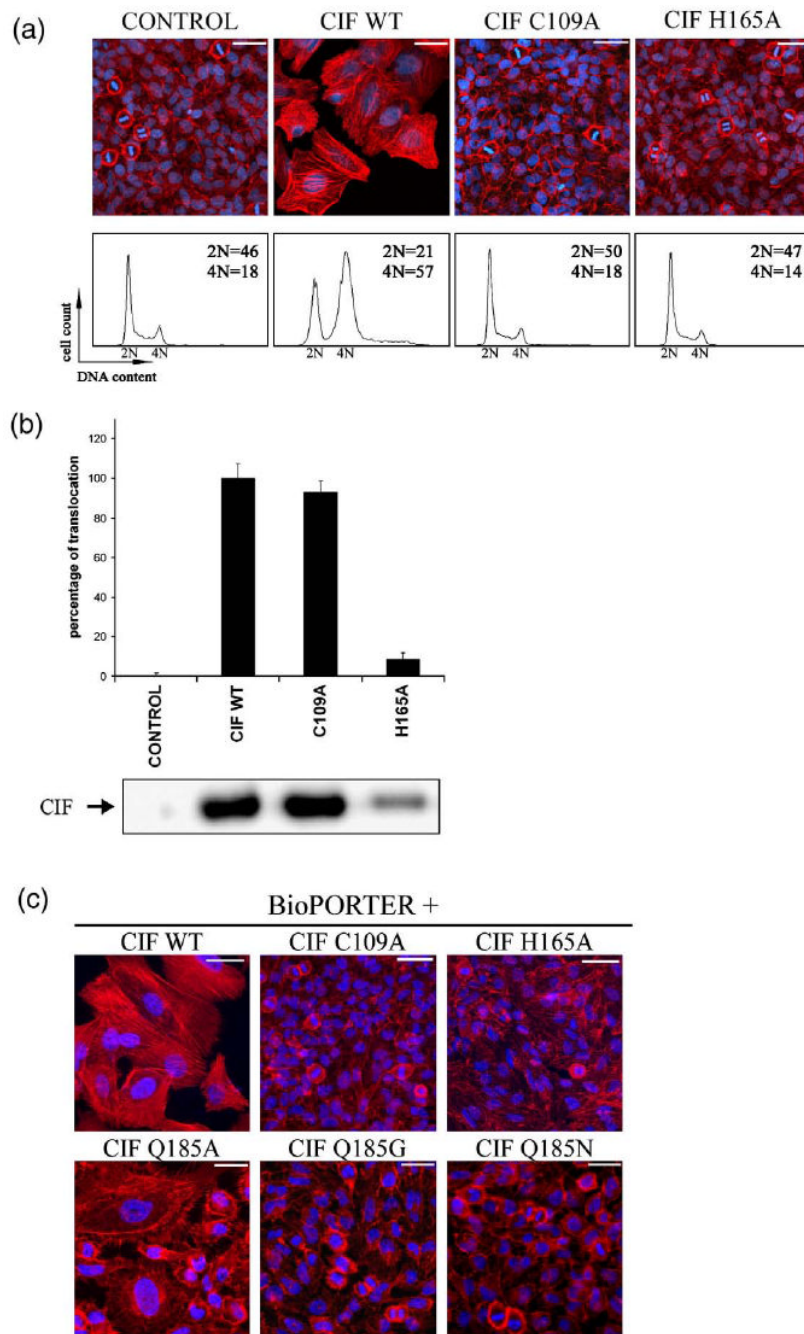 (a)
CONTROL CIF WT CIF C109A CIF H165A
2N=46
4N=18
2N=21
4N=57
2N=50
4N=18
2N=47
4N=14
cell count
2N 4N 2N 4N 2N 4N 2N 4N
DNA content
(b)
percentage of translocation
120
100
80
60
40
20
0
CONTROL CIF WT C109A H165A
CIF
(c)
BioPORTER +
CIF WT CIF C109A CIF H165A
CIF Q185A CIF Q185G CIF Q185N